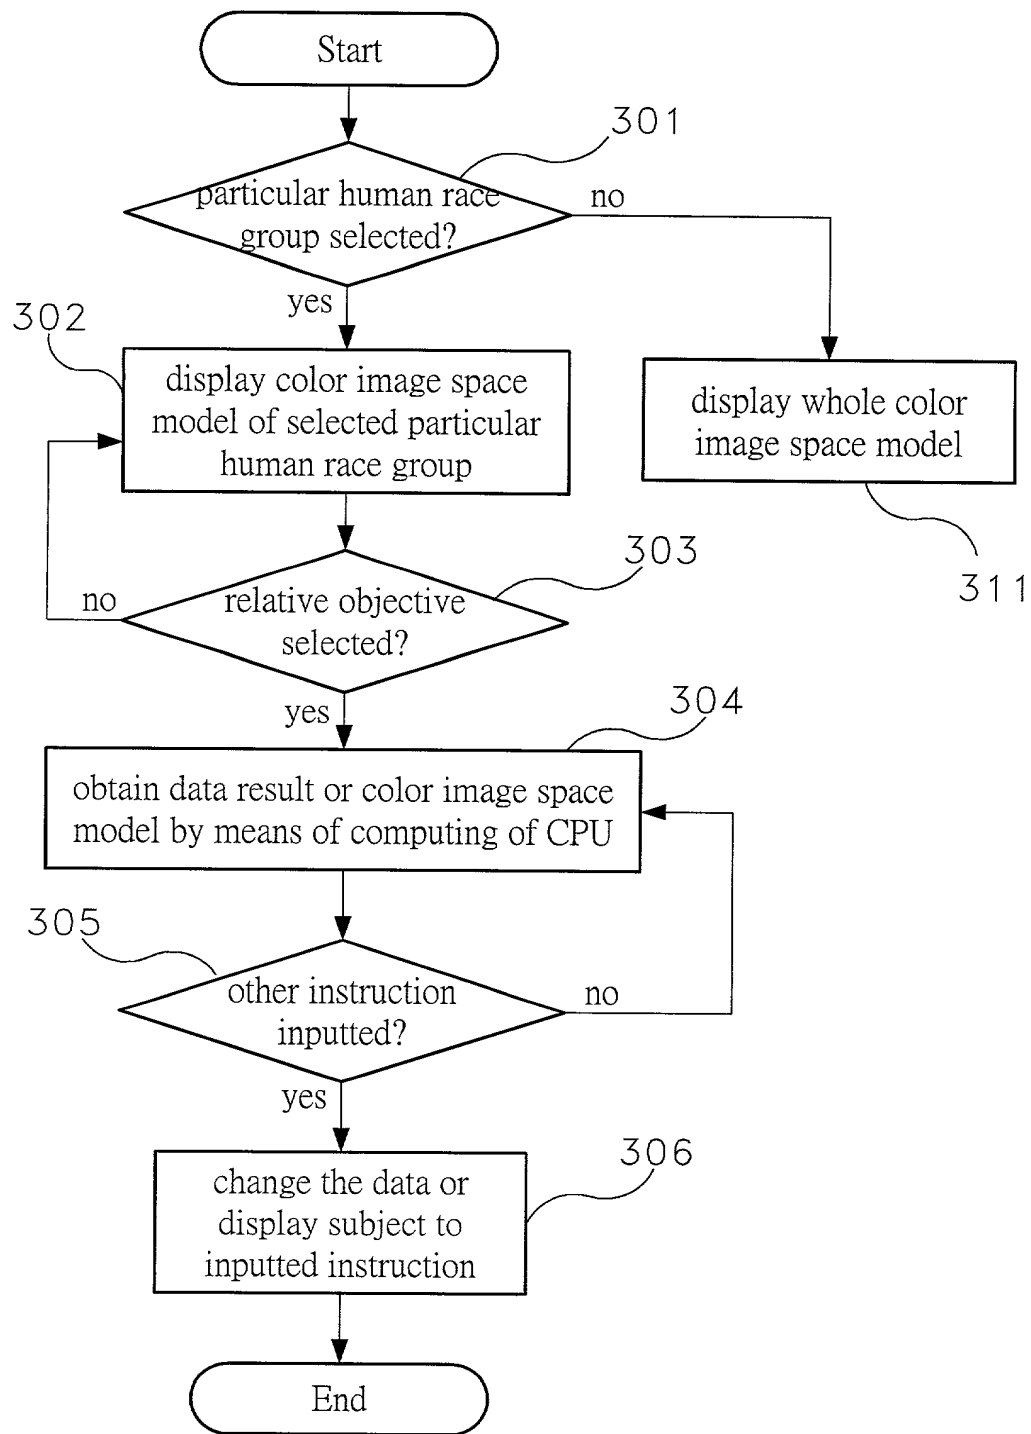 Start
301
particular human race
group selected?
no
yes
302
display color image space
model of selected particular
human race group
display whole color
image space model
311
303
relative objective
selected?
no
yes
304
obtain data result or color image space
model by means of computing of CPU
305
other instruction
inputted?
no
yes
306
change the data or
display subject to
inputted instruction
End